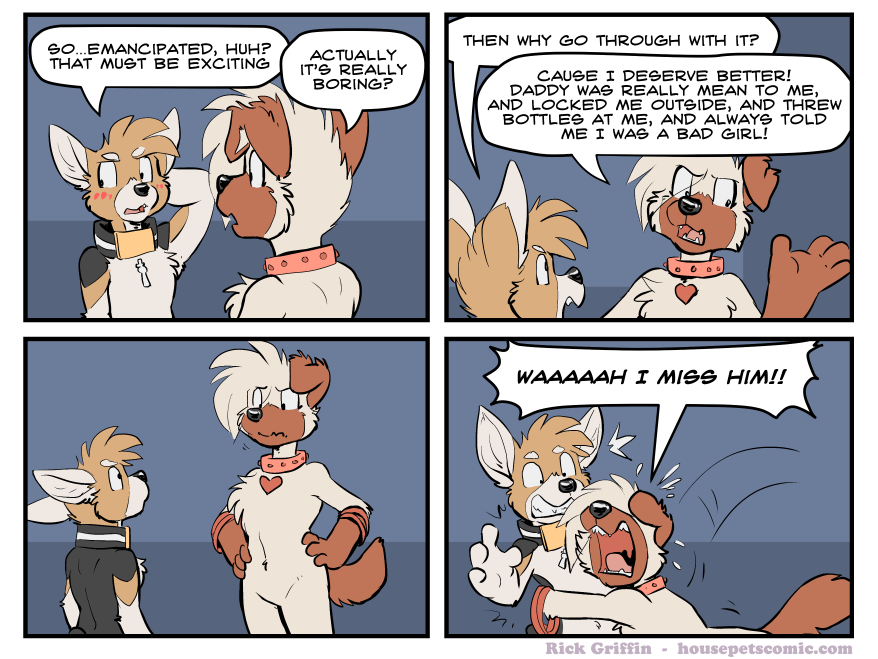 SO...EMANCIPATED, HUH?
THAT MUST BE EXCITING
ACTUALLY
IT'S REALLY
BORING?
THEN WHY GO THROUGH WITH IT?
CAUSE I DESERVE BETTER!
DADDY WAS REALLY MEAN TO ME,
AND LOCKED ME OUTSIDE, AND THREW
BOTTLES AT ME, AND ALWAYS TOLD
ME I WAS A BAD GIRL!
WAAAAAH I MISS HIM!!
Rick Griffin - housepetscomic.com